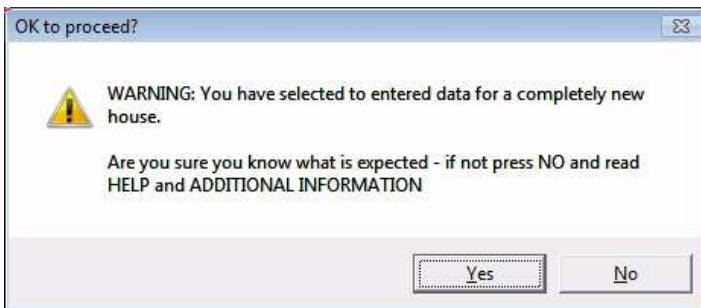 OK to proceed?
WARNING: You have selected to entered data for a completely new
house.
Are you sure you know what is expected - if not press NO and read
HELP and ADDITIONAL INFORMATION
Yes
No